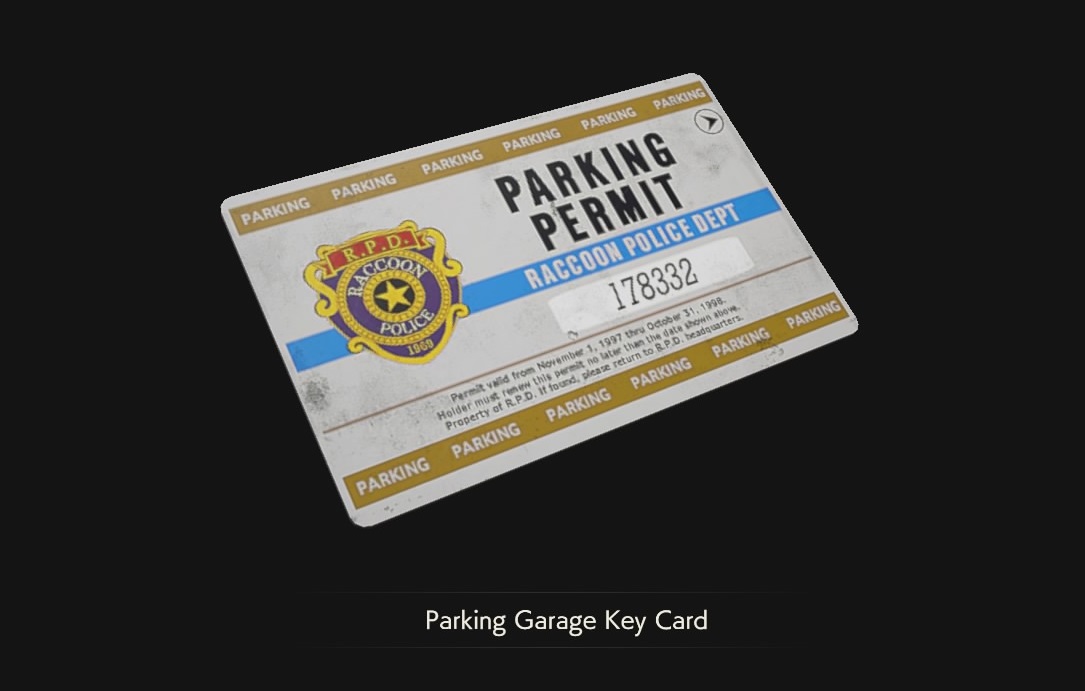 PARKING PARKING PARKING PARKING PARKING PARKING
PARKING
PERMIT
RACCOON POLICE DEPT
R.P.D.
RACCOON
POLICE
1969
178332
Permit valid from November 1, 1997 thru October 31, 1998.
Holder must renew this permit no later than the date shown above.
Property of R.P.D. If found, please return to R.P.D. headquarters.
PARKING PARKING PARKING PARKING PARKING PARKING
Parking Garage Key Card